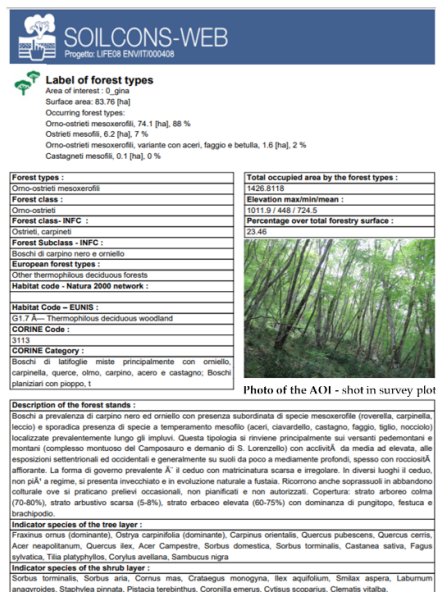 SOILCONS-WEB
Progetto: LIFE08 ENV/IT/000408
Label of forest types
Area of interest : 0_gina
Surface area: 83.76 [ha]
Occurring forest types:
Orno-ostrieti mesoxerofili, 74.1 [ha], 88 %
Ostrieti mesofili, 6.2 [ha], 7 %
Orno-ostrieti mesoxerofili, variante con aceri, faggio e betulla, 1.6 [ha], 2 %
Castagneti mesofili, 0.1 [ha], 0 %
Forest types :
Orno-ostrieti mesoxerofili
Forest class :
Orno-ostrieti
Forest class- INFC :
Ostrieti, carpineti
Forest Subclass - INFC :
Boschi di carpino nero e orniello
European forest types :
Other thermophilous deciduous forests
Habitat code - Natura 2000 network :
Habitat Code – EUNIS :
G1.7 Â— Thermophilous deciduous woodland
CORINE Code :
3113
CORINE Category :
Boschi di latifoglie miste principalmente con orniello,
carpinella, querce, olmo, carpino, acero e castagno; Boschi
planiziari con pioppo, t
Total occupied area by the forest types :
1426.8118
Elevation max/min/mean :
1011.9 / 448 / 724.5
Percentage over total forestry surface :
23.46
Photo of the AOI - shot in survey plot
Description of the forest stands :
Boschi a prevalenza di carpino nero ed orniello con presenza subordinata di specie mesoxerofile (roverella, carpinella,
leccio) e sporadica presenza di specie a temperamento mesofilo (aceri, ciavardello, castagno, faggio, tiglio, nocciolo)
localizzate prevalentemente lungo gli impluvi. Questa tipologia si rinviene principalmente sui versanti pedemontani e
montani (complesso montuoso del Camposauro e demanio di S. Lorenzello) con acclivitÃ da media ad elevata, alle
esposizioni settentrionali ed occidentali e generalmente su suoli da poco a mediamente profondi, spesso con rocciositÃ
affiorante. La forma di governo prevalente Ã¨ il ceduo con matricinatura scarsa e irregolare. In diversi luoghi il ceduo,
non piÃ¹ a regime, si presenta invecchiato e in evoluzione naturale a fustaia. Ricorrono anche soprassuoli in abbandono
colturale ove si praticano prelievi occasionali, non pianificati e non autorizzati. Copertura: strato arboreo colma
(70-80%), strato arbustivo scarsa (5-8%), strato erbaceo elevata (60-75%) con dominanza di pungitopo, festuca e
brachipodio.
Indicator species of the tree layer :
Fraxinus ornus (dominante), Ostrya carpinifolia (dominante), Carpinus orientalis, Quercus pubescens, Quercus cerris,
Acer neapolitanum, Quercus ilex, Acer Campestre, Sorbus domestica, Sorbus torminalis, Castanea sativa, Fagus
sylvatica, Tilia platyphyllos, Corylus avellana, Sambucus nigra
Indicator species of the shrub layer :
Sorbus torminalis, Sorbus aria, Cornus mas, Crataegus monogyna, Ilex aquifolium, Smilax aspera, Laburnum
anagyroides, Staphylea pinnata, Pistacia terebinthus, Coronilla emerus, Cytisus scoparius, Clematis vitalba.